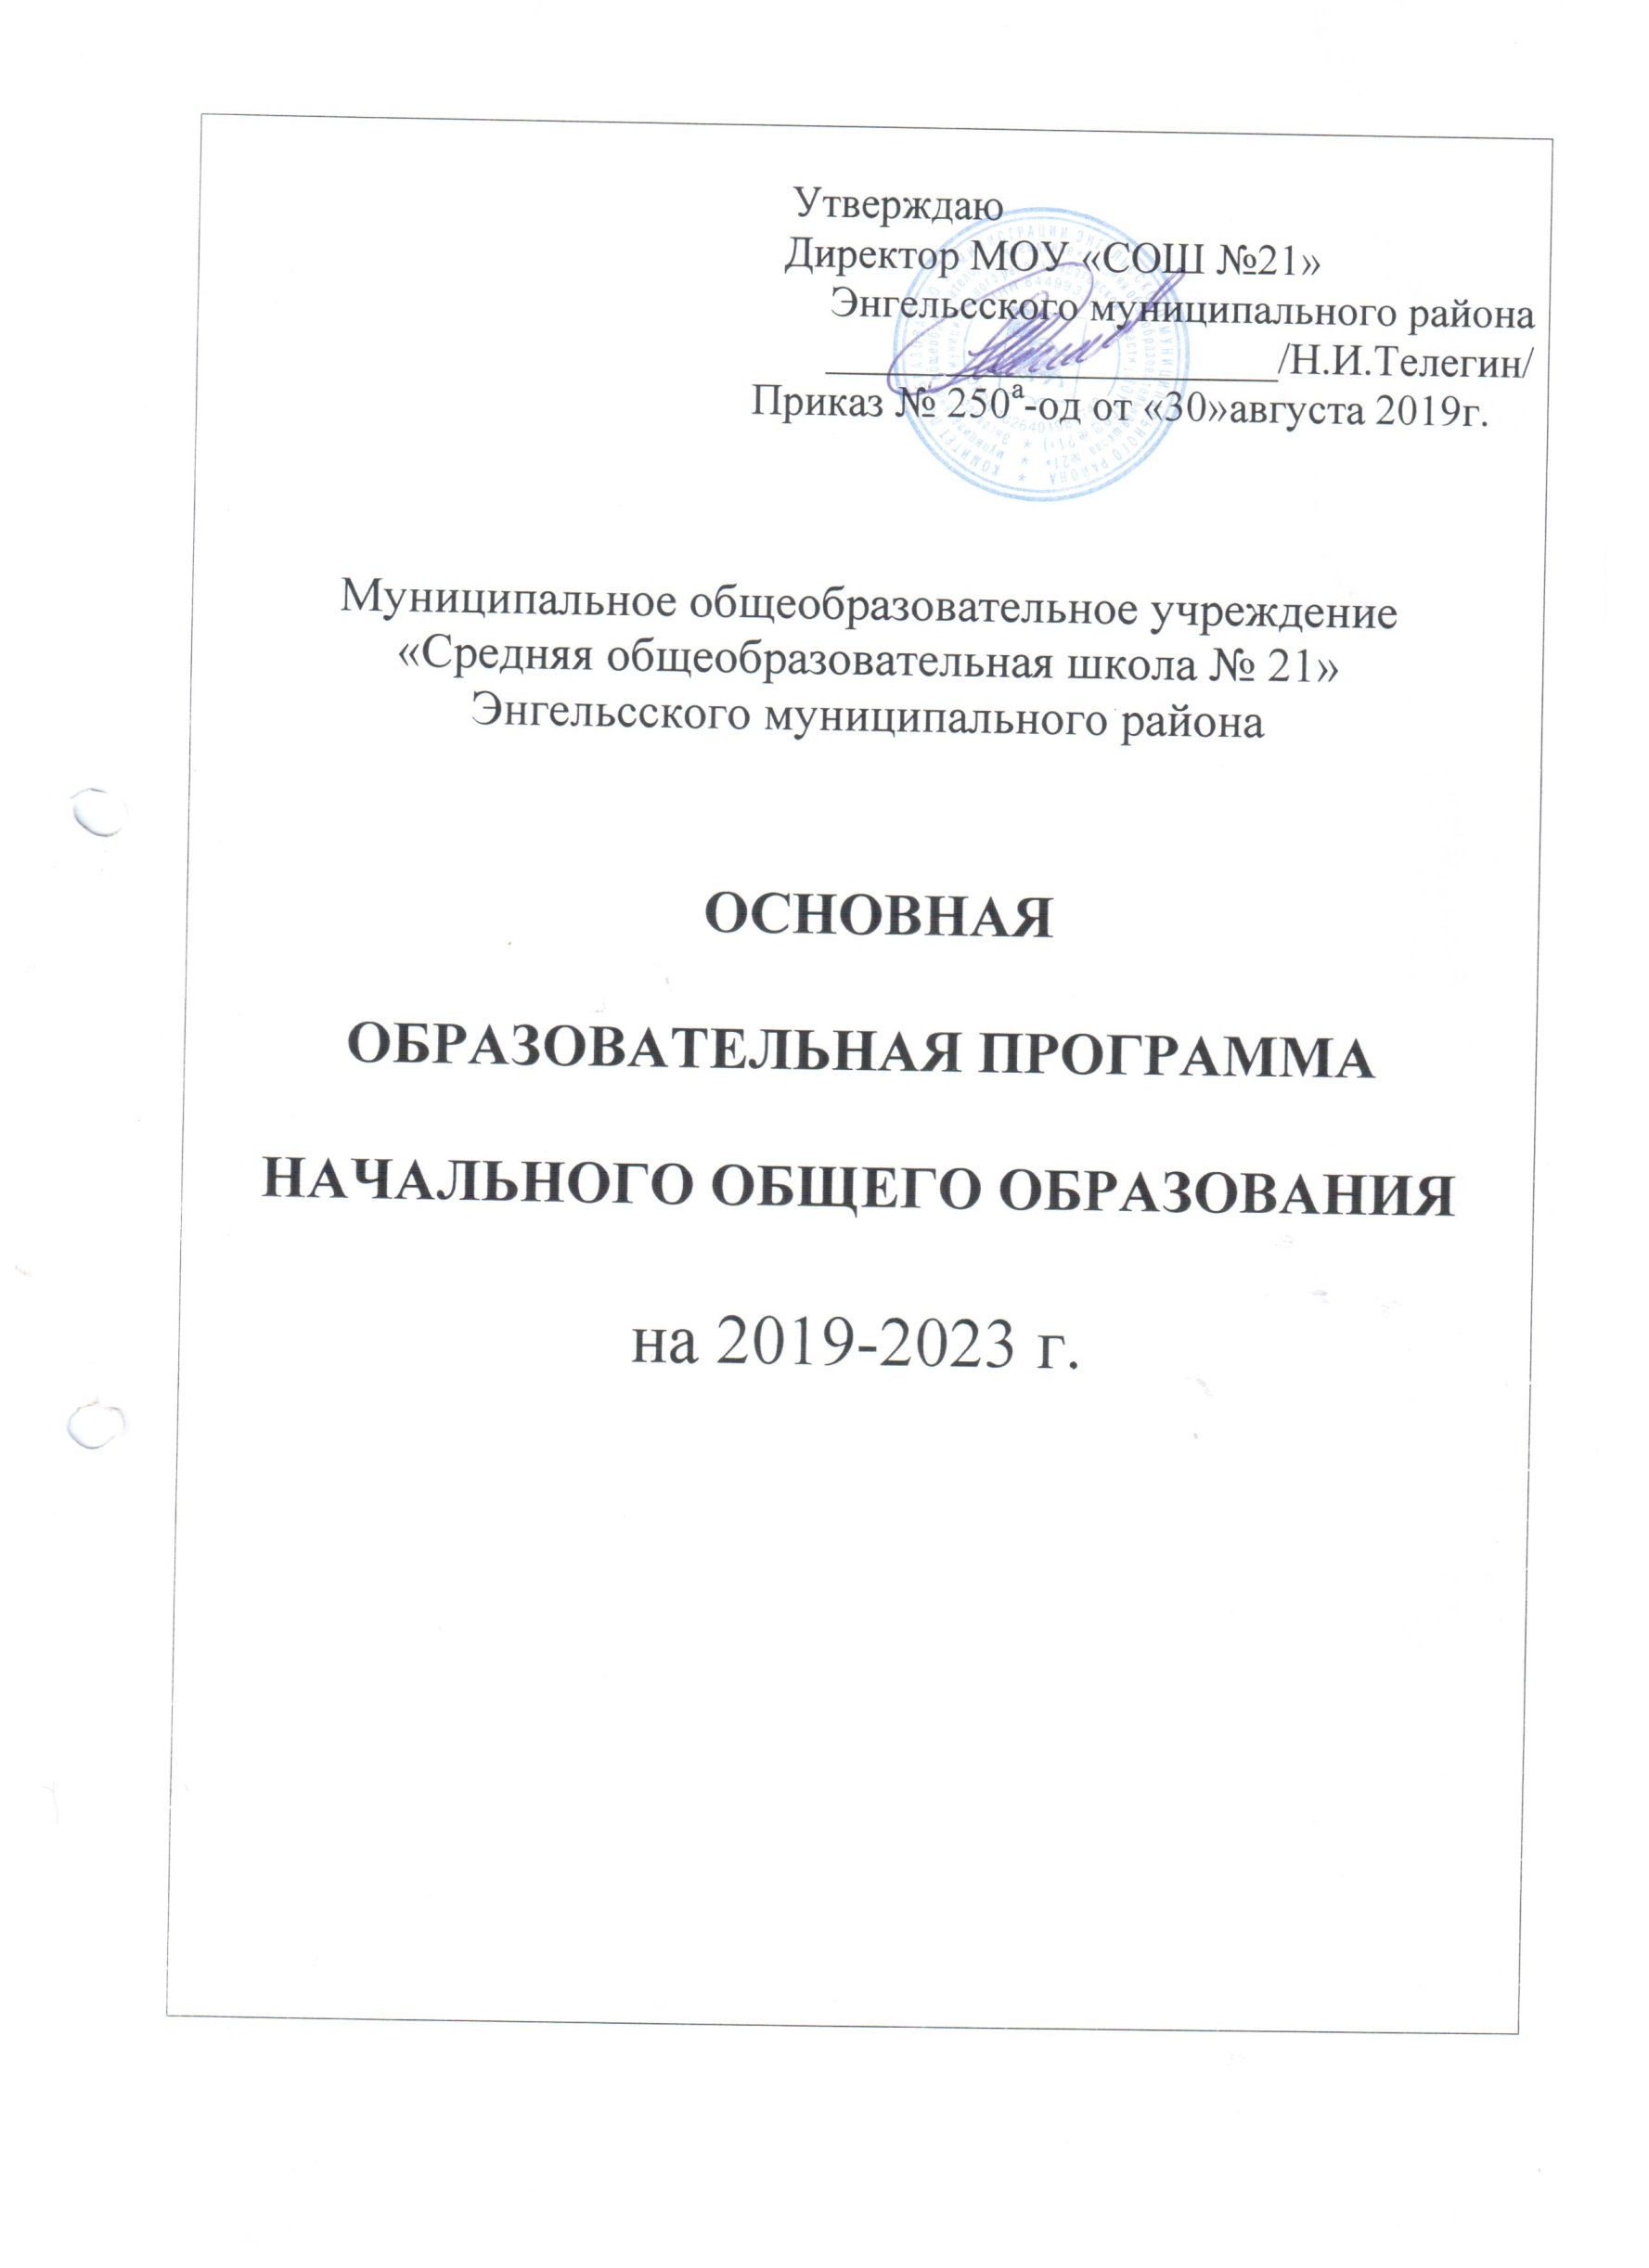 Утверждаю
Директор МОУ «СОШ №21»
Энгельсского муниципального района
/Н.И.Телегин/
Приказ № 250а-од от «30»августа 2019г.
Муниципальное общеобразовательное учреждение
«Средняя общеобразовательная школа № 21»
Энгельсского муниципального района
ОСНОВНАЯ
ОБРАЗОВАТЕЛЬНАЯ ПРОГРАММА
НАЧАЛЬНОГО ОБЩЕГО ОБРАЗОВАНИЯ
на 2019-2023 г.